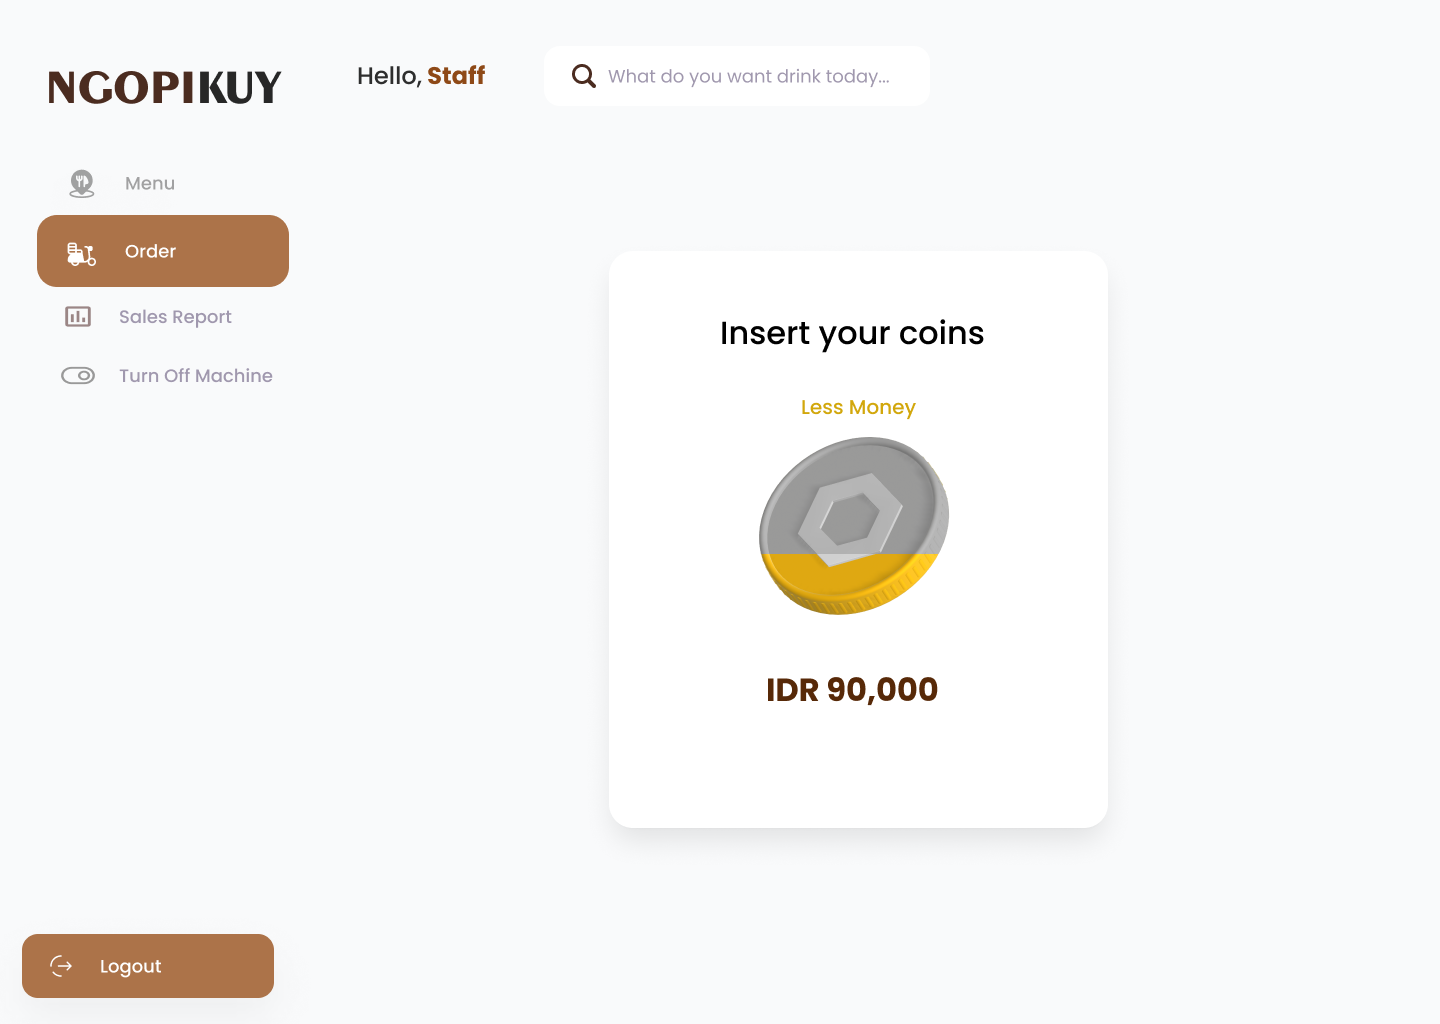 NGOPIKUY
Hello, Staff
What do you want drink today...
Menu
Order
Sales Report
Turn Off Machine
Insert your coins
Less Money
IDR 90,000
Logout